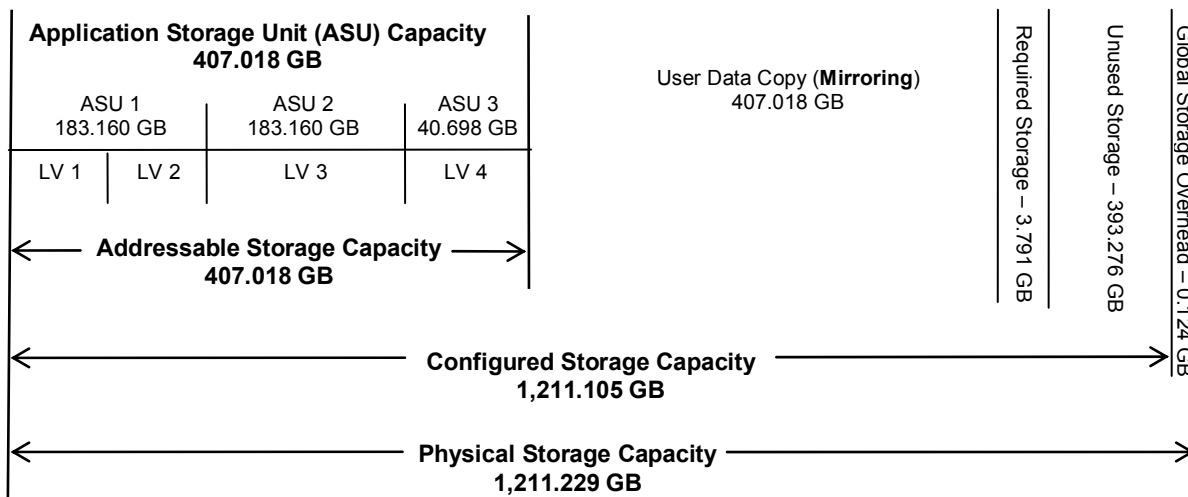 Application Storage Unit (ASU) Capacity
407.018 GB
ASU 1
183.160 GB
ASU 2
183.160 GB
ASU 3
40.698 GB
LV 1
LV 2
LV 3
LV 4
Addressable Storage Capacity
407.018 GB
User Data Copy (Mirroring)
407.018 GB
Required Storage – 3.791 GB
Unused Storage – 393.276 GB
Global Storage Overhead – 0.124 GB
Configured Storage Capacity
1,211.105 GB
Physical Storage Capacity
1,211.229 GB